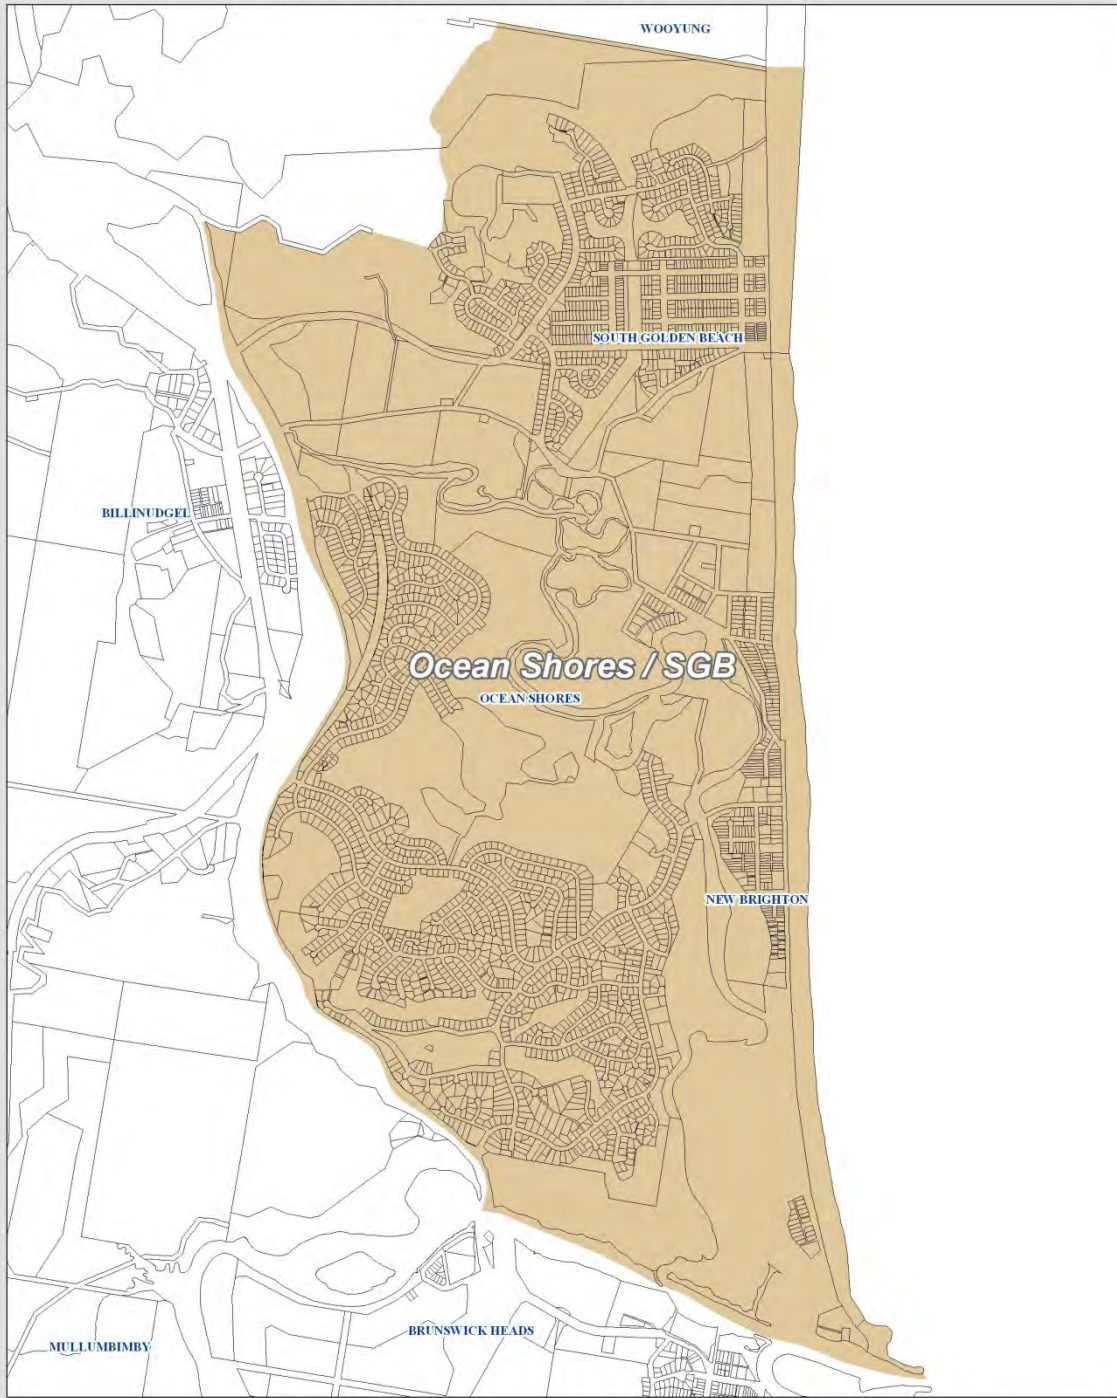 WOOYUNG
SOUTH GOLDEN BEACH
BILLINUDGEL
Ocean Shores / SGB
OCEAN SHORES
NEW BRIGHTON
BRUNSWICK HEADS
MULLUMBIMBY